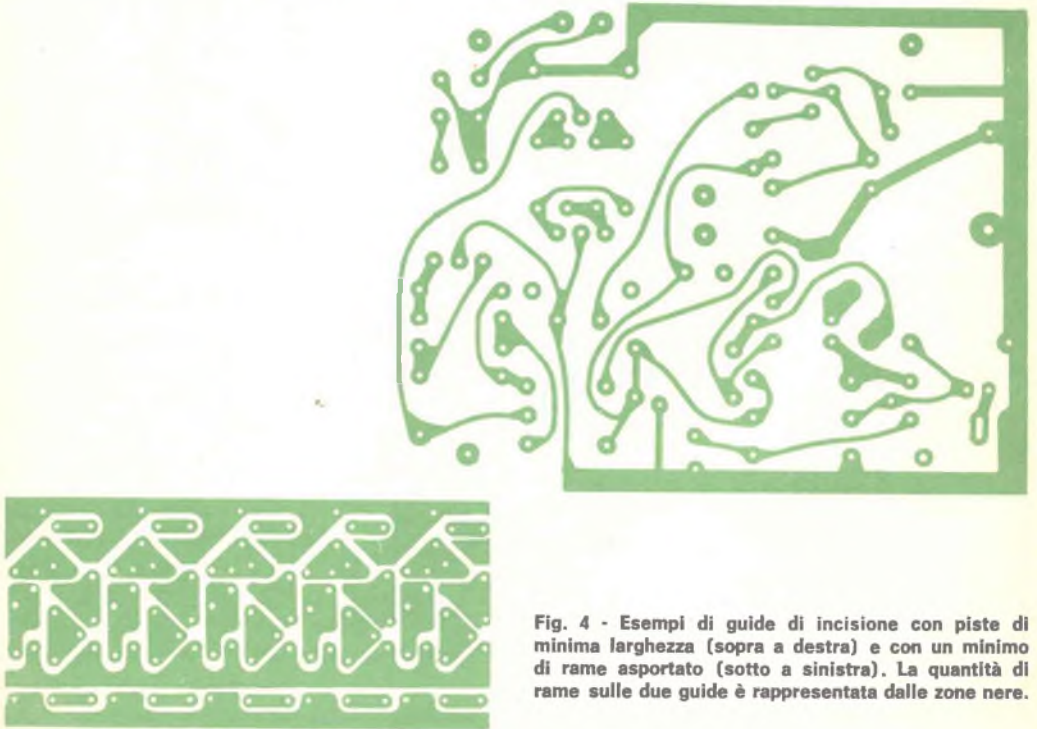 Fig. 4 - Esempi di guide di incisione con piste di
minima larghezza (sopra a destra) e con un minimo
di rame asportato (sotto a sinistra). La quantità di
rame sulle due guide è rappresentata dalle zone nere.